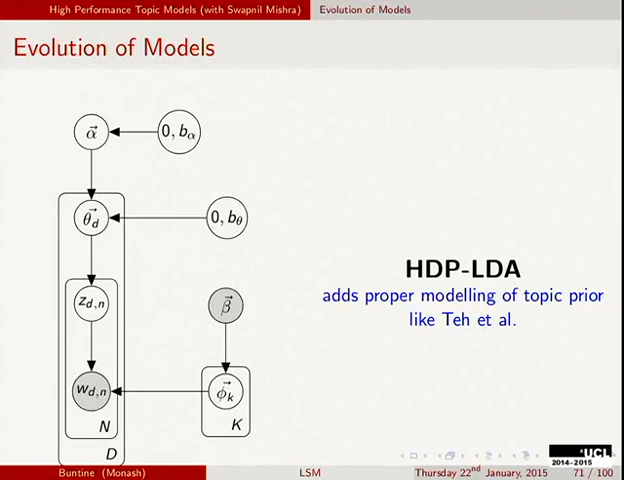 High Performance Topic Models (with Swapnil Mishra) Evolution of Models
Evolution of Models
α⃗ 0, bα
θ⃗d 0, bθ
HDP-LDA
adds proper modelling of topic prior
like Teh et al.
zd,n β⃗
wd,n ϕ⃗k
N K
D
UCL
2014-2015
Buntine (Monash) LSM Thursday 22nd January, 2015 71 / 100